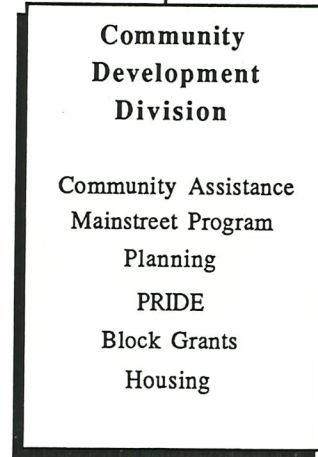 Community
Development
Division
Community Assistance
Mainstreet Program
Planning
PRIDE
Block Grants
Housing